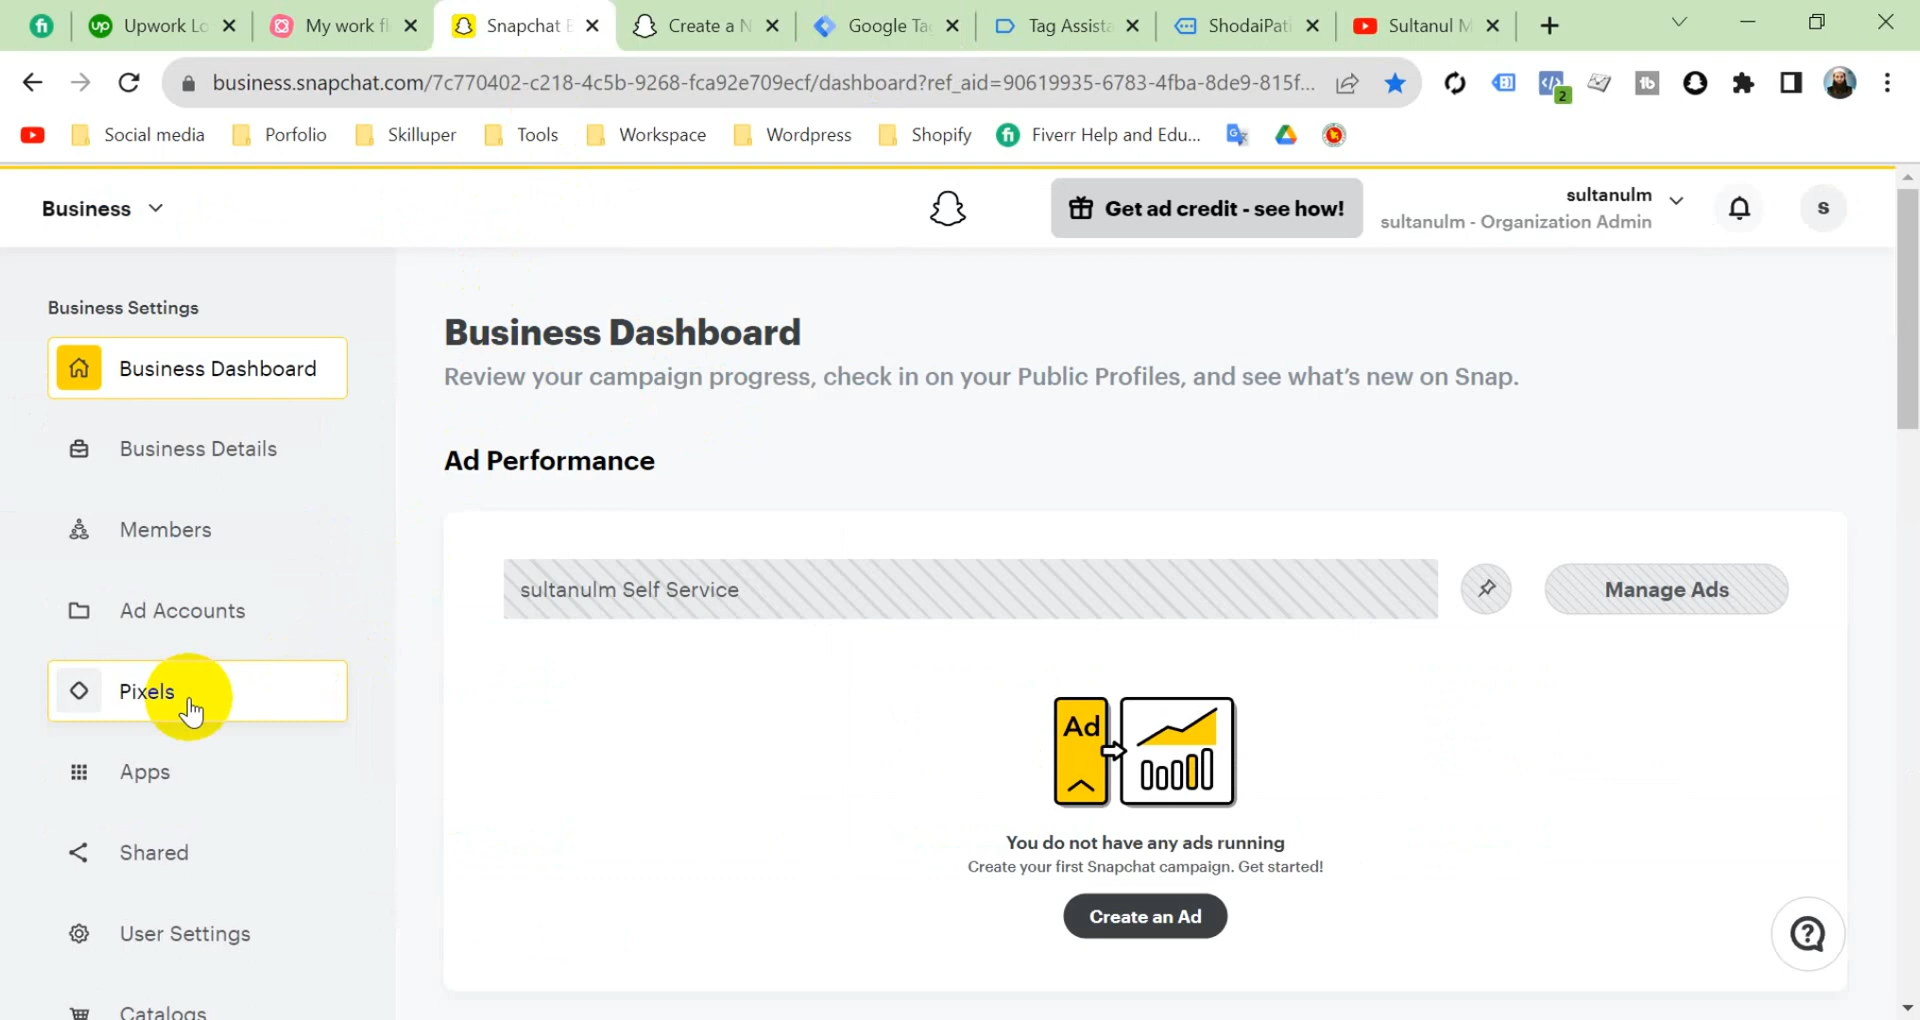 Upwork Lo
My work fl
Snapchat
Create a N
Google Ta
Tag Assista
ShodaiPati
Sultanul M
business.snapchat.com/7c770402-c218-4c5b-9268-fca92e709ecf/dashboard?ref_aid=90619935-6783-4fba-8de9-815f...
2
Social media
Porfolio
Skilluper
Tools
Workspace
Wordpress
Shopify
Fiverr Help and Edu...
Business
Get ad credit - see how!
sultanulm
sultanulm - Organization Admin
S
Business Settings
Business Dashboard
Business Details
Members
Ad Accounts
Pixels
Apps
Shared
User Settings
Catalogs
Business Dashboard
Review your campaign progress, check in on your Public Profiles, and see what's new on Snap.
Ad Performance
sultanulm Self Service
Manage Ads
Ad
You do not have any ads running
Create your first Snapchat campaign. Get started!
Create an Ad